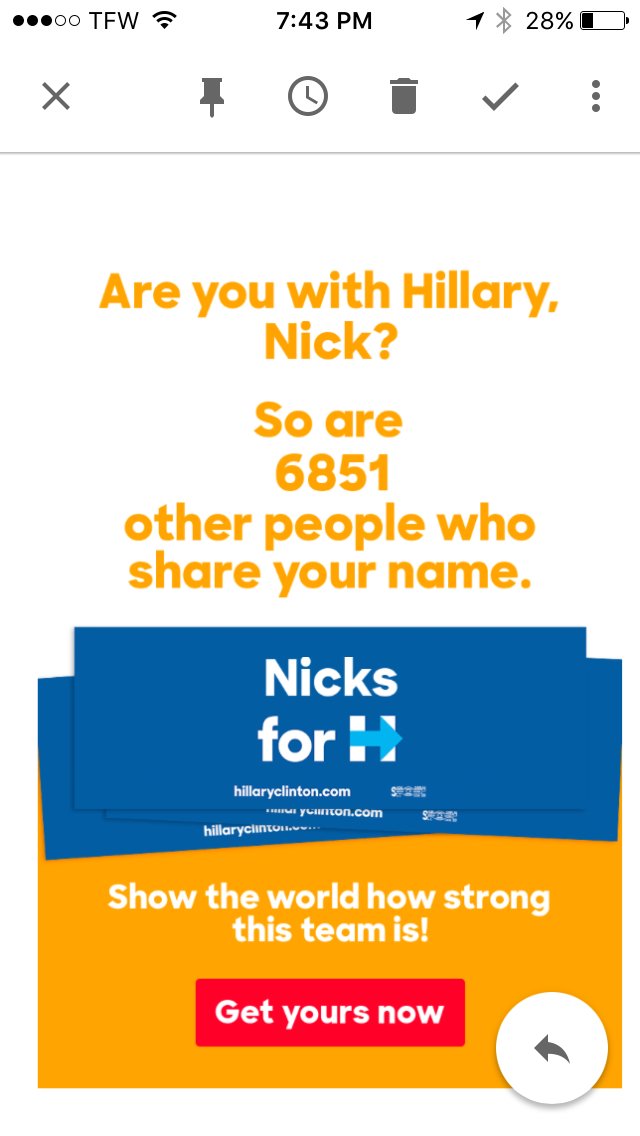 TFW 7:43 PM 28%
Are you with Hillary,
Nick?
So are
6851
other people who
share your name.
Nicks
for H
hillaryclinton.com
hillaryclinton.com
hillaryclinton.com
Show the world how strong
this team is!
Get yours now